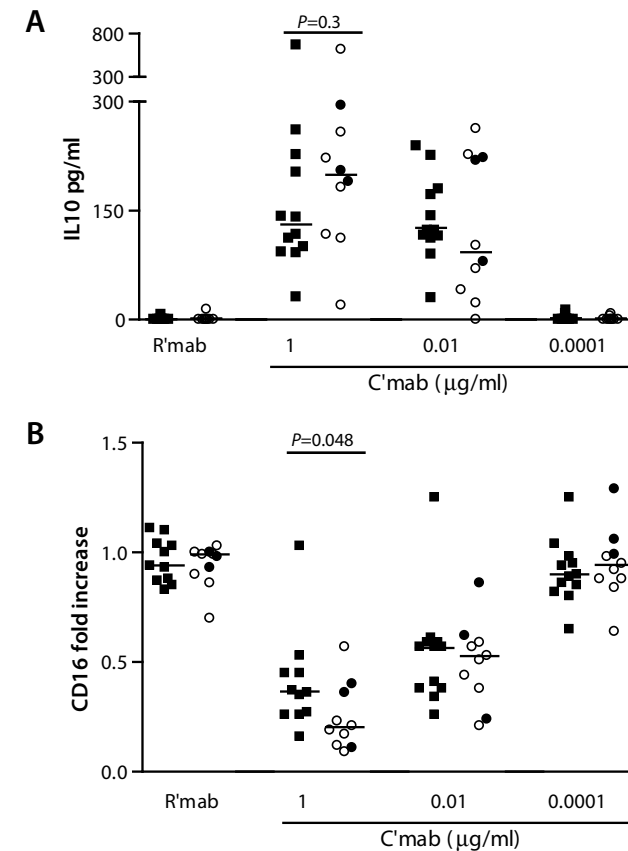 A
P=0.3
800
300
300
150
0
IL10 pg/ml
R'mab
1
0.01
0.0001
C'mab (μg/ml)
B
P=0.048
1.5
1.0
0.5
0.0
CD16 fold increase
R'mab
1
0.01
0.0001
C'mab (μg/ml)